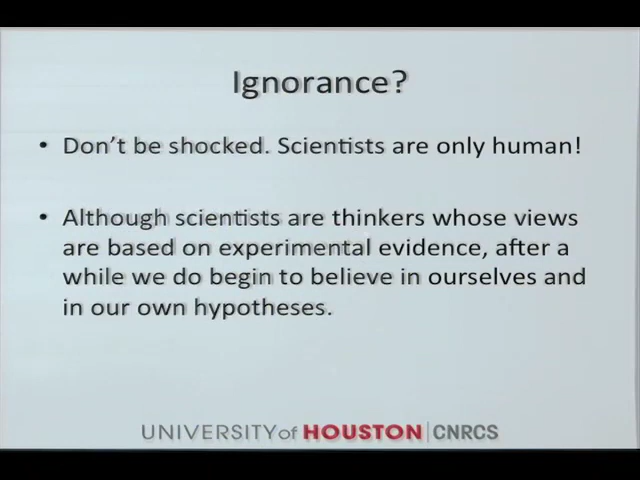 Ignorance?
• Don't be shocked. Scientists are only human!
• Although scientists are thinkers whose views
are based on experimental evidence, after a
while we do begin to believe in ourselves and
in our own hypotheses.
UNIVERSITY of HOUSTON | CNRCS